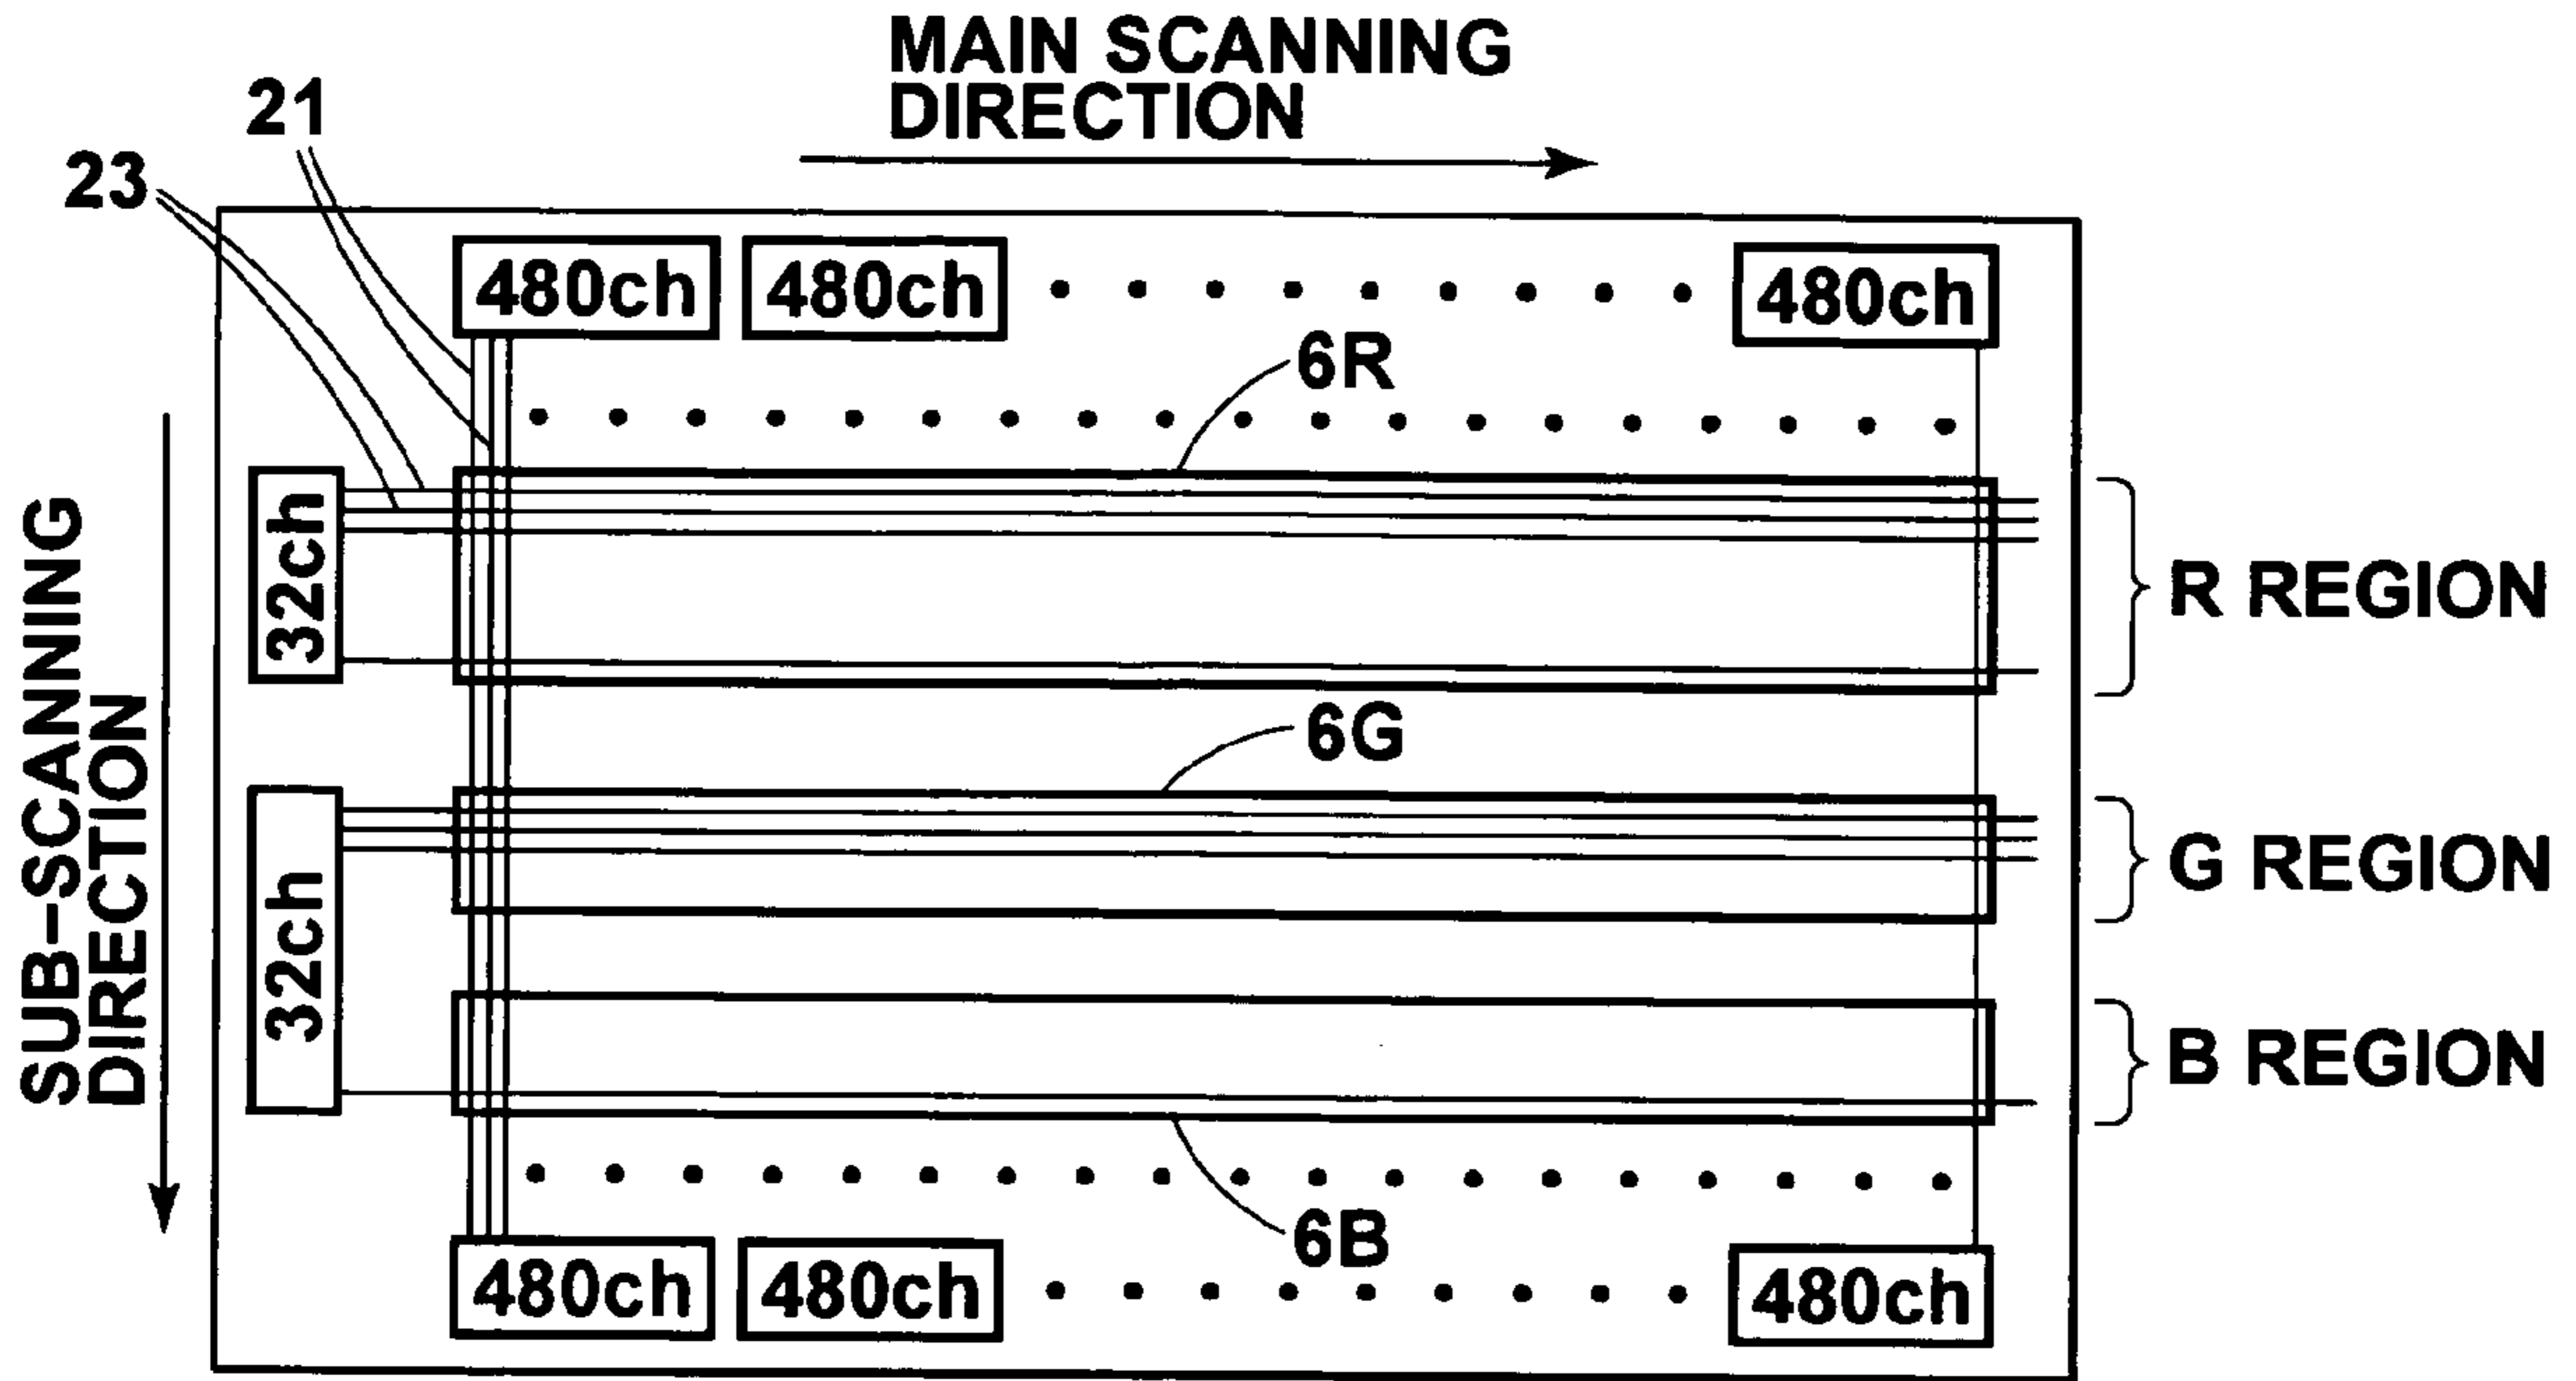 MAIN SCANNING
DIRECTION
21
23
480ch 480ch 480ch
6R
32ch
R REGION
SUB-SCANNING
DIRECTION
6G
32ch
G REGION
B REGION
6B
480ch 480ch 480ch